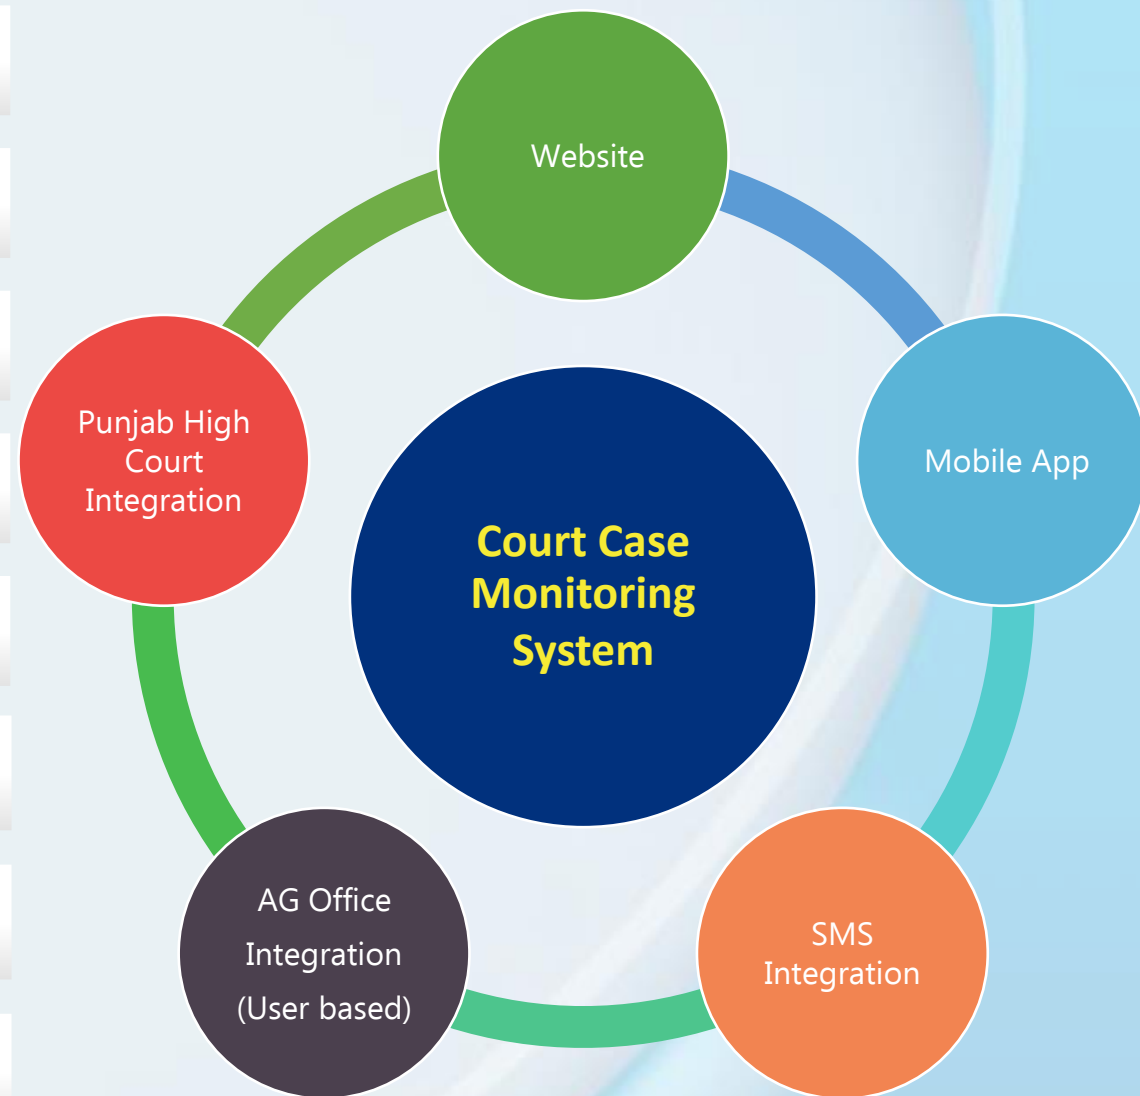 Website
Punjab High
Court
Integration
Mobile App
Court Case
Monitoring
System
AG Office
Integration
(User based)
SMS
Integration